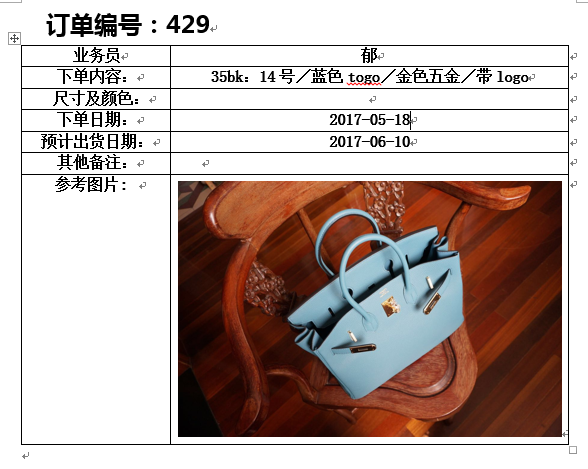 订单编号：429
业务员 郁
下单内容： 35bk：14号／蓝色 togo／金色五金／带 logo
尺寸及颜色：
下单日期： 2017-05-18
预计出货日期： 2017-06-10
其他备注：
参考图片：